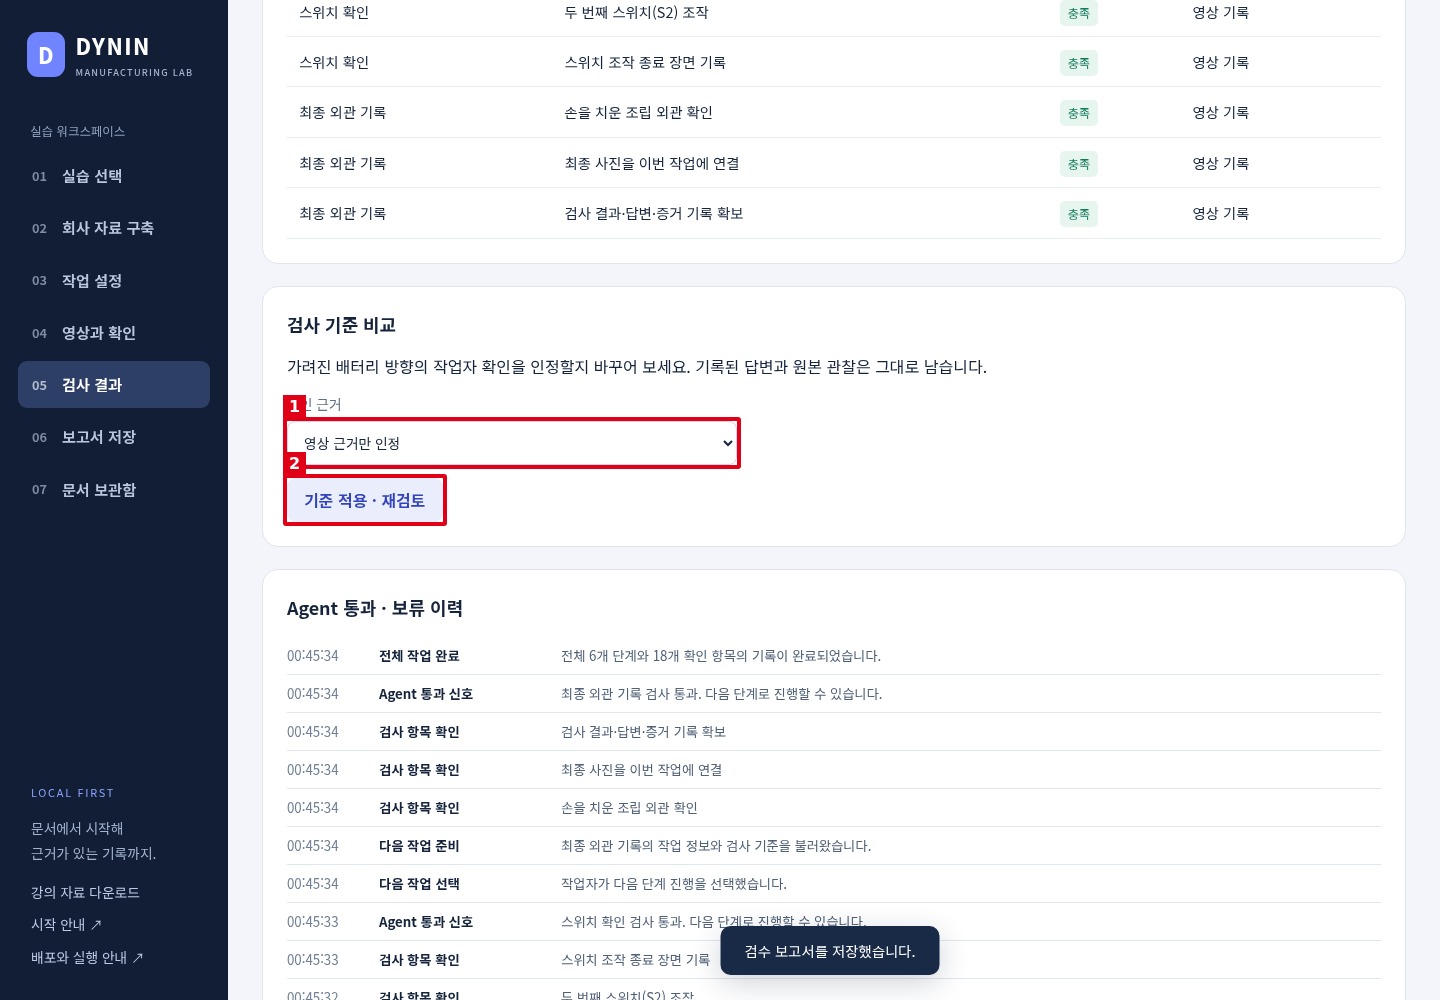 D
DYNIN
MANUFACTURING LAB
실습 워크스페이스
01 실습 선택
02 회사 자료 구축
03 작업 설정
04 영상과 확인
05 검사 결과
06 보고서 저장
07 문서 보관함
LOCAL FIRST
문서에서 시작해
근거가 있는 기록까지.
강의 자료 다운로드
시작 안내 ↗
배포와 실행 안내 ↗
스위치 확인 두 번째 스위치(S2) 조작 충족 영상 기록
스위치 확인 스위치 조작 종료 장면 기록 충족 영상 기록
최종 외관 기록 손을 치운 조립 외관 확인 충족 영상 기록
최종 외관 기록 최종 사진을 이번 작업에 연결 충족 영상 기록
최종 외관 기록 검사 결과·답변·증거 기록 확보 충족 영상 기록
검사 기준 비교
가려진 배터리 방향의 작업자 확인을 인정할지 바꾸어 보세요. 기록된 답변과 원본 관찰은 그대로 남습니다.
1 근거
영상 근거만 인정
2
기준 적용 · 재검토
Agent 통과 · 보류 이력
00:45:34 전체 작업 완료 전체 6개 단계와 18개 확인 항목의 기록이 완료되었습니다.
00:45:34 Agent 통과 신호 최종 외관 기록 검사 통과. 다음 단계로 진행할 수 있습니다.
00:45:34 검사 항목 확인 검사 결과·답변·증거 기록 확보
00:45:34 검사 항목 확인 최종 사진을 이번 작업에 연결
00:45:34 검사 항목 확인 손을 치운 조립 외관 확인
00:45:34 다음 작업 준비 최종 외관 기록의 작업 정보와 검사 기준을 불러왔습니다.
00:45:34 다음 작업 선택 작업자가 다음 단계 진행을 선택했습니다.
00:45:33 Agent 통과 신호 스위치 확인 검사 통과. 다음 단계로 진행할 수 있습니다.
00:45:33 검사 항목 확인 스위치 조작 종료 장면 기록
00:45:32 검사 항목 확인 두 번째 스위치(S2) 조작
검수 보고서를 저장했습니다.